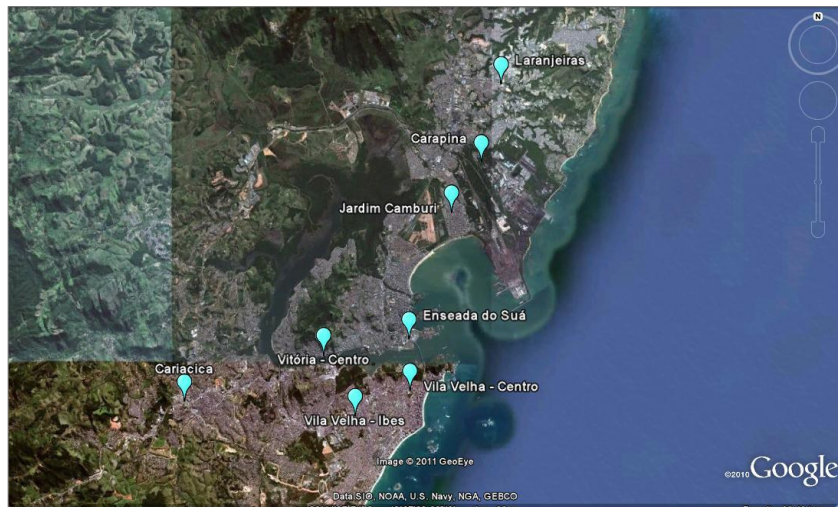 N
Laranjeiras
Carapina
Jardim Camburi
Enseada do Suá
Vitória - Centro
Cariacica
Vila Velha - Centro
Vila Velha - Ibes
Image © 2011 GeoEye
©2010 Google
Data SIO, NOAA, U.S. Navy, NGA, GEBCO